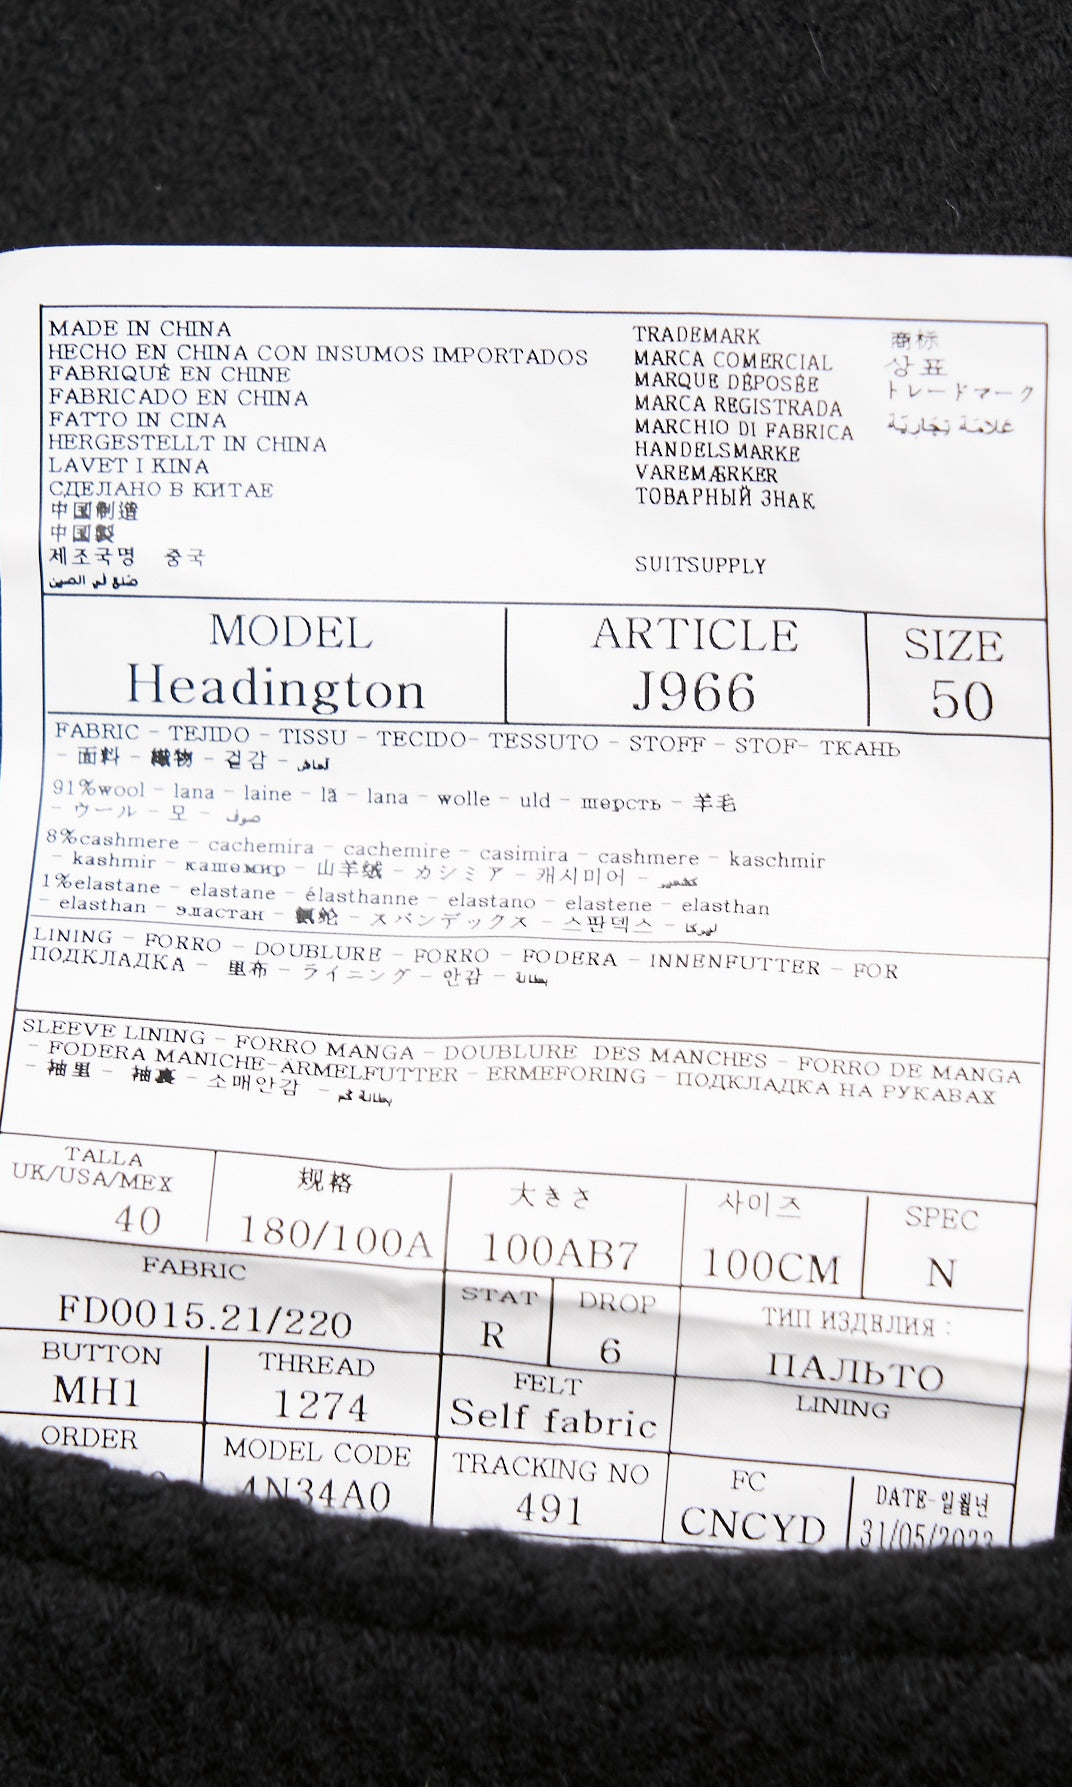 MADE IN CHINA
HECHO EN CHINA CON INSUMOS IMPORTADOS
FABRIQUÉ EN CHINE
FABRICADO EN CHINA
FATTO IN CINA
HERGESTELLT IN CHINA
LAVET I KINA
СДЕЛАНО В КИТАЕ
中国制造
中国製
제조국명 중국
صنع في الصين
TRADEMARK 商标
MARCA COMERCIAL 상표
MARQUE DÉPOSÉE トレードマーク
MARCA REGISTRADA علامة تجارية
MARCHIO DI FABRICA
HANDELSMARKE
VAREMÆRKER
ТОВАРНЫЙ ЗНАК
SUITSUPPLY
MODEL
Headington
ARTICLE
J966
SIZE
50
FABRIC - TEJIDO - TISSU - TECIDO- TESSUTO - STOFF - STOF- ТКАНЬ
- 面料 - 織物 - 겉감 - قماش
91%wool - lana - laine - lã - lana - wolle - uld - шерсть - 羊毛
- ウール - 모 - صوف
8%cashmere - cachemira - cachemire - casimira - cashmere - kaschmir
- kashmir - кашемир - 山羊绒 - カシミア - 캐시미어 - كشمير
1%elastane - elastane - élasthanne - elastano - elastene - elasthan
- elasthan - эластан - 氨纶 - スパンデックス - 스판덱스 - ليكرا
LINING - FORRO - DOUBLURE - FORRO - FODERA - INNENFUTTER - FOR
ПОДКЛАДКА - 里布 - ライニング - 안감 - بطانة
SLEEVE LINING - FORRO MANGA - DOUBLURE DES MANCHES - FORRO DE MANGA
- FODERA MANICHE-ARMELFUTTER - ERMEFORING - ПОДКЛАДКА НА РУКАВАХ
- 袖里 - 袖裏 - 소매안감 - بطانة كم
TALLA
UK/USA/MEX
40
规格
180/100A
大きさ
100AB7
사이즈
100CM
SPEC
N
FABRIC
FD0015.21/220
STAT
R
DROP
6
ТИП ИЗДЕЛИЯ :
ПАЛЬТО
BUTTON
MH1
THREAD
1274
FELT
Self fabric
LINING
ORDER
MODEL CODE
4N34A0
TRACKING NO
491
FC
CNCYD
DATE-일월년
31/05/2023